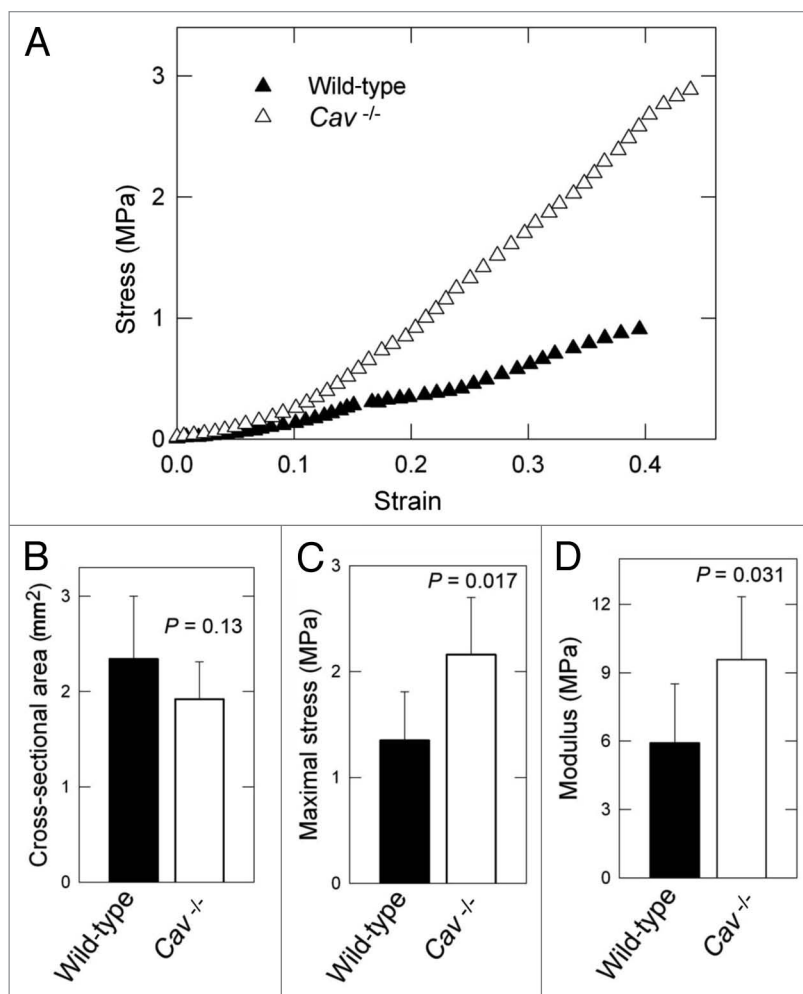 A
Wild-type
Cav -/-
Stress (MPa)
3
2
1
0
0.0 0.1 0.2 0.3 0.4
Strain
B
Cross-sectional area (mm²)
3
2
1
0
P = 0.13
Wild-type
Cav -/-
C
Maximal stress (MPa)
3
2
1
0
P = 0.017
Wild-type
Cav -/-
D
Modulus (MPa)
12
9
6
3
0
P = 0.031
Wild-type
Cav -/-